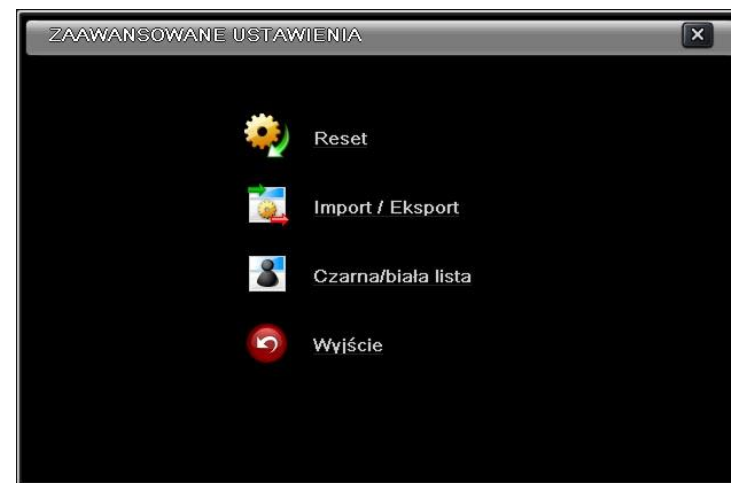 ZAAWANSOWANE USTAWIENIA
Reset
Import / Eksport
Czarna/biała lista
Wyjście